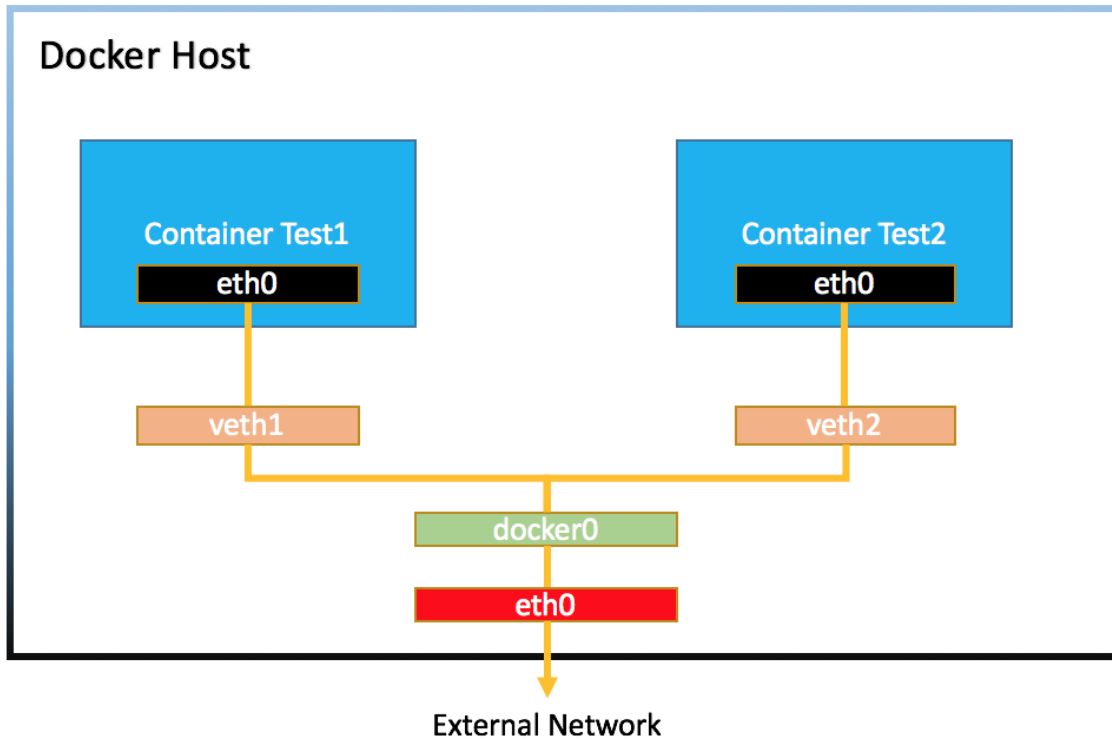 Docker Host
Container Test1
eth0
Container Test2
eth0
veth1
veth2
docker0
eth0
External Network